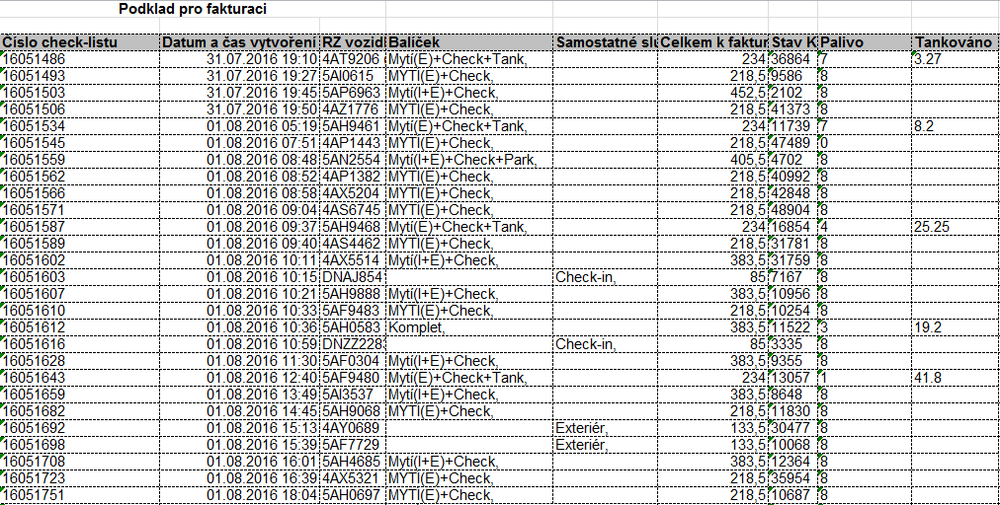 Podklad pro fakturaci
Číslo check-listu Datum a čas vytvoření RZ vozid Balíček Samostatné slu Celkem k faktur Stav K Palivo Tankováno
16051486 31.07.2016 19:10 4AT9206 Mytí(E)+Check+Tank, 234 36864 7 3.27
16051493 31.07.2016 19:27 5AI0615 MYTI(E)+Check, 218,5 9586 8
16051503 31.07.2016 19:45 5AP6963 Mytí(I+E)+Check, 452,5 2102 8
16051506 31.07.2016 19:50 4AZ1776 MYTI(E)+Check, 218,5 41373 8
16051534 01.08.2016 05:19 5AH9461 Mytí(E)+Check+Tank, 234 11739 7 8.2
16051545 01.08.2016 07:51 4AP1443 MYTI(E)+Check, 218,5 47489 0
16051559 01.08.2016 08:48 5AN2554 Mytí(I+E)+Check+Park, 405,5 4702 8
16051562 01.08.2016 08:52 4AP1382 MYTI(E)+Check, 218,5 40992 8
16051566 01.08.2016 08:58 4AX5204 MYTI(E)+Check, 218,5 42848 8
16051571 01.08.2016 09:04 4AS6745 MYTI(E)+Check, 218,5 48904 8
16051587 01.08.2016 09:37 5AH9468 Mytí(E)+Check+Tank, 234 16854 4 25.25
16051589 01.08.2016 09:40 4AS4462 MYTI(E)+Check, 218,5 31781 8
16051602 01.08.2016 10:11 4AX5514 Mytí(I+E)+Check, 383,5 31759 8
16051603 01.08.2016 10:15 DNAJ854 Check-in, 85 7167 8
16051607 01.08.2016 10:21 5AH9888 Mytí(I+E)+Check, 383,5 10956 8
16051610 01.08.2016 10:33 5AF9483 MYTI(E)+Check, 218,5 10254 8
16051612 01.08.2016 10:36 5AH0583 Komplet, 383,5 11522 3 19.2
16051616 01.08.2016 10:59 DNZZ2283 Check-in, 85 3335 8
16051628 01.08.2016 11:30 5AF0304 Mytí(I+E)+Check, 383,5 9355 8
16051643 01.08.2016 12:40 5AF9480 Mytí(E)+Check+Tank, 234 13057 1 41.8
16051659 01.08.2016 13:49 5AI3537 Mytí(I+E)+Check, 383,5 8648 8
16051682 01.08.2016 14:45 5AH9068 MYTI(E)+Check, 218,5 11830 8
16051692 01.08.2016 15:13 4AY0689 Exteriér, 133,5 30477 8
16051698 01.08.2016 15:39 5AF7729 Exteriér, 133,5 10068 8
16051708 01.08.2016 16:01 5AH4685 Mytí(I+E)+Check, 383,5 12364 8
16051723 01.08.2016 16:39 4AX5321 MYTI(E)+Check, 218,5 35954 8
16051751 01.08.2016 18:04 5AH0697 MYTI(E)+Check, 218,5 10687 8